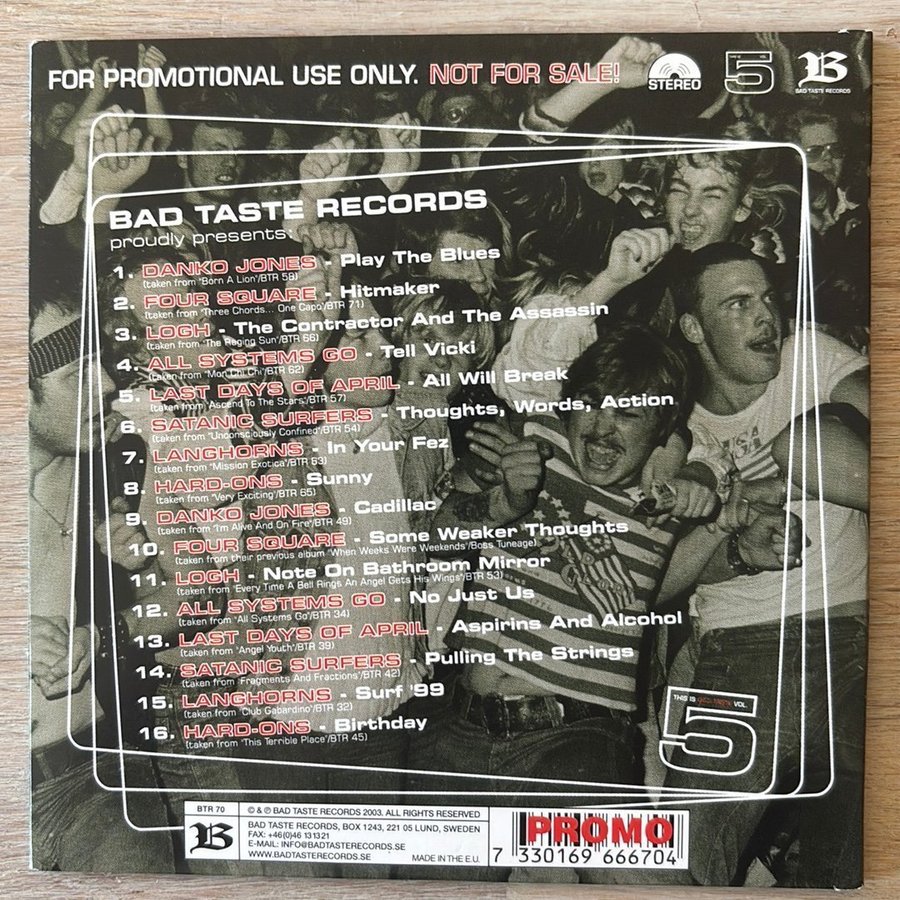 FOR PROMOTIONAL USE ONLY. NOT FOR SALE!
STEREO
5
B
BAD TASTE RECORDS
BAD TASTE RECORDS
proudly presents:
1. DANKO JONES - Play The Blues
(taken from "Born A Lion"/BTR 58)
2. FOUR SQUARE - Hitmaker
(taken from "Three Chords... One Capo"/BTR 71)
3. LOGH - The Contractor And The Assassin
(taken from "The Raging Sun"/BTR 66)
4. ALL SYSTEMS GO - Tell Vicki
(taken from "Mon Chi Chi"/BTR 62)
5. LAST DAYS OF APRIL - All Will Break
(taken from "Ascend To The Stars"/BTR 57)
6. SATANIC SURFERS - Thoughts, Words, Action
(taken from "Unconsciously Confined"/BTR 54)
7. LANGHORNS - In Your Fez
(taken from "Mission Exotica"/BTR 63)
8. HARD-ONS - Sunny
(taken from "Very Exciting"/BTR 65)
9. DANKO JONES - Cadillac
(taken from "I'm Alive And On Fire"/BTR 49)
10. FOUR SQUARE - Some Weaker Thoughts
(taken from their previous album "When Weeks Were Weekends"/Boss Tuneage)
11. LOGH - Note On Bathroom Mirror
(taken from "Every Time A Bell Rings An Angel Gets His Wings"/BTR 53)
12. ALL SYSTEMS GO - No Just Us
(taken from "All Systems Go"/BTR 34)
13. LAST DAYS OF APRIL - Aspirins And Alcohol
(taken from "Angel Youth"/BTR 39)
14. SATANIC SURFERS - Pulling The Strings
(taken from "Fragments And Fractions"/BTR 42)
15. LANGHORNS - Surf '99
(taken from "Club Gabardino"/BTR 32)
16. HARD-ONS - Birthday
(taken from "This Terrible Place"/BTR 45)
THIS IS BAD TASTE VOL.
5
BTR 70
B
© & ℗ BAD TASTE RECORDS 2003. ALL RIGHTS RESERVED
BAD TASTE RECORDS, BOX 1243, 221 05 LUND, SWEDEN
FAX: +46(0)46 131321
E-MAIL: INFO@BADTASTERECORDS.SE
WWW.BADTASTERECORDS.SE
MADE IN THE E.U.
PROMO
7 330169 666704